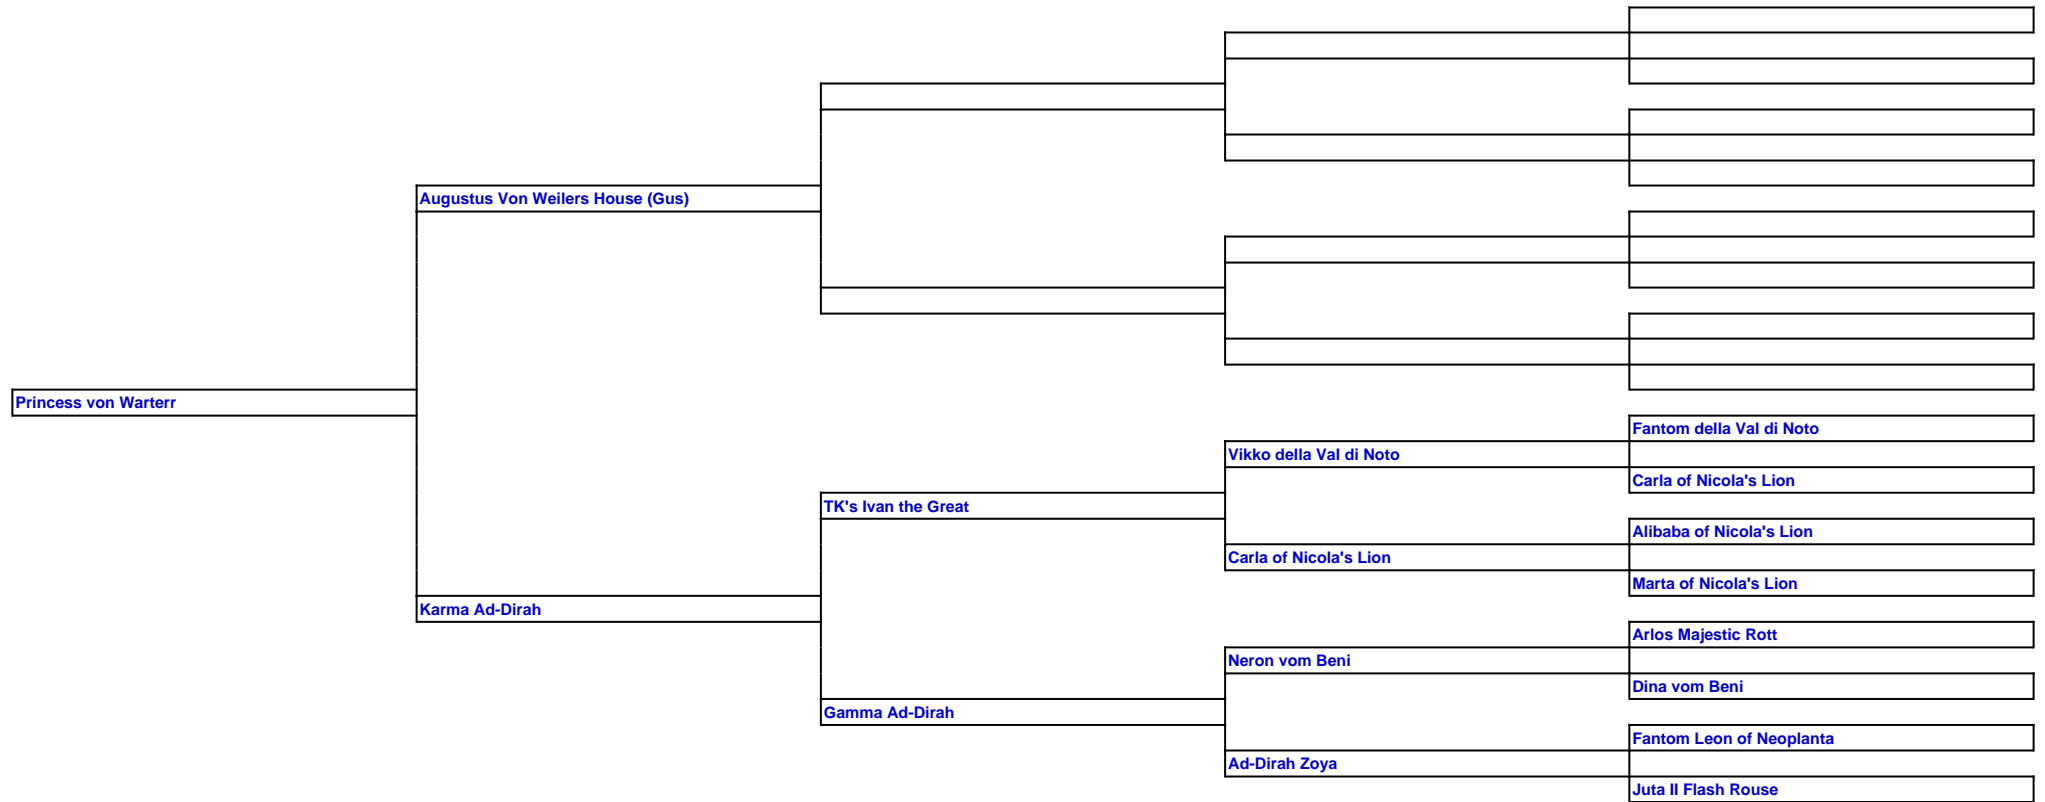 Augustus Von Weilers House (Gus)
Princess von Warterr
Fantom della Val di Noto
Vikko della Val di Noto
Carla of Nicola's Lion
TK's Ivan the Great
Alibaba of Nicola's Lion
Carla of Nicola's Lion
Marta of Nicola's Lion
Karma Ad-Dirah
Arlos Majestic Rott
Neron vom Beni
Dina vom Beni
Gamma Ad-Dirah
Fantom Leon of Neoplanta
Ad-Dirah Zoya
Juta II Flash Rouse